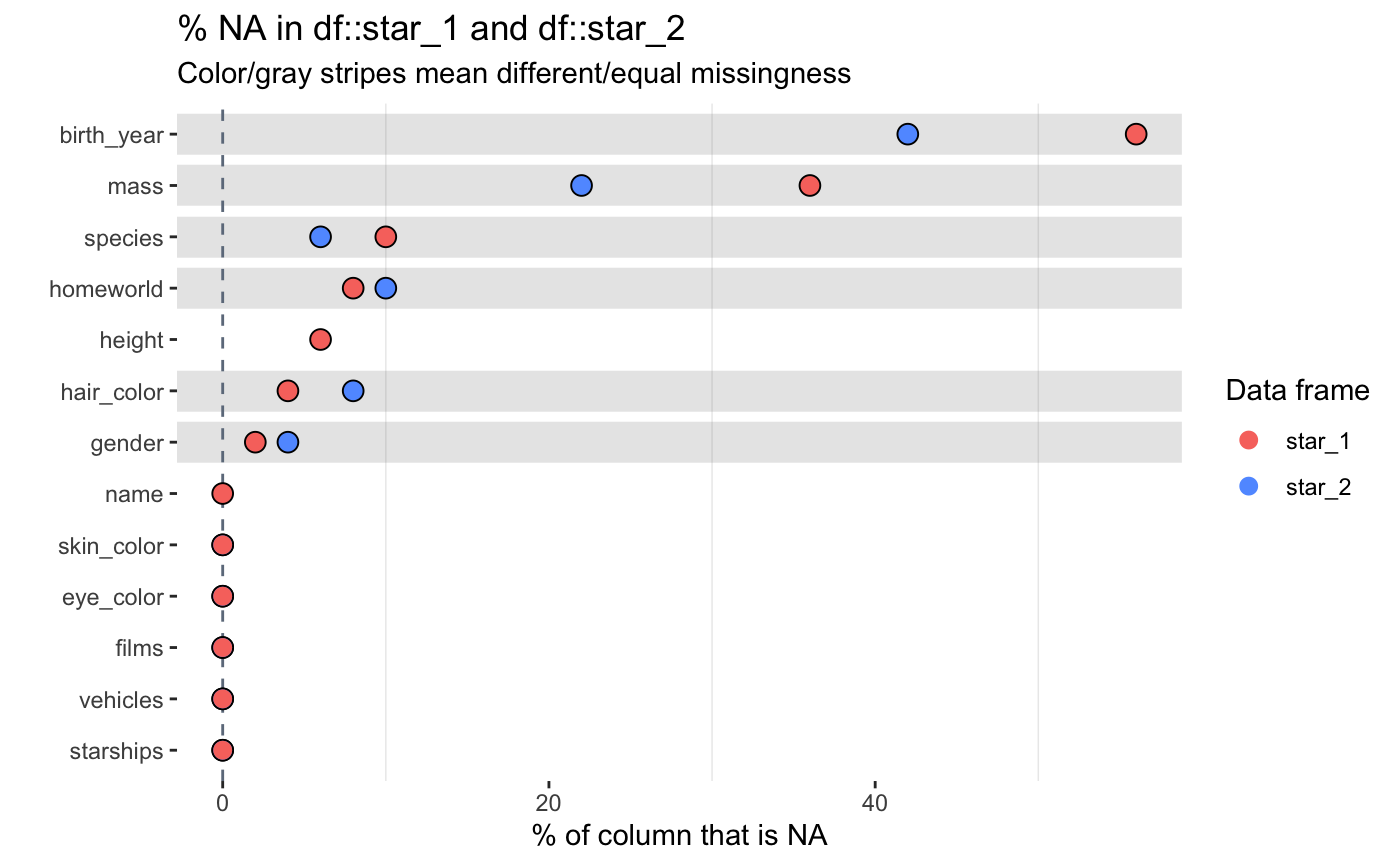 % NA in df::star_1 and df::star_2
Color/gray stripes mean different/equal missingness
birth_year
mass
species
homeworld
height
hair_color
gender
name
skin_color
eye_color
films
vehicles
starships
0 20 40
% of column that is NA
Data frame
star_1
star_2